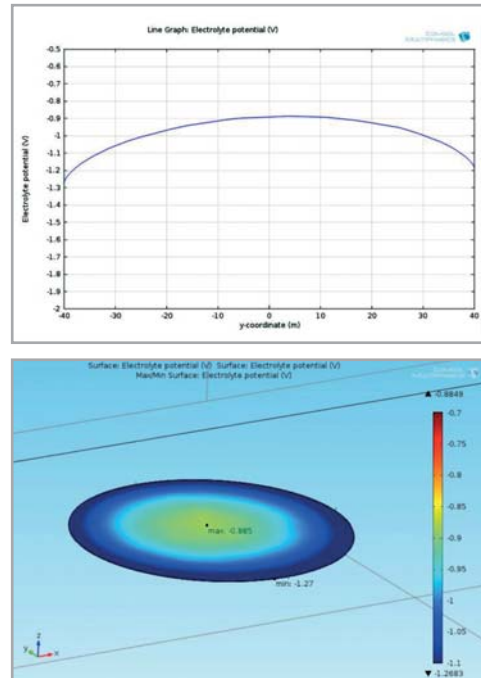 Line Graph: Electrolyte potential (V)
-0.5
-0.6
-0.7
-0.8
-0.9
-1
-1.1
-1.2
-1.3
-1.4
-1.5
-1.6
-1.7
-1.8
-1.9
-2
Electrolyte potential (V)
-40 -30 -20 -10 0 10 20 30 40
y-coordinate (m)
Surface: Electrolyte potential (V) Surface: Electrolyte potential (V)
Max/Min Surface: Electrolyte potential (V)
▲ -0.8849
-0.7
-0.75
-0.8
-0.85
-0.9
-0.95
-1
-1.05
-1.1
▼ -1.2683
max: -0.885
min: -1.27
z
y x